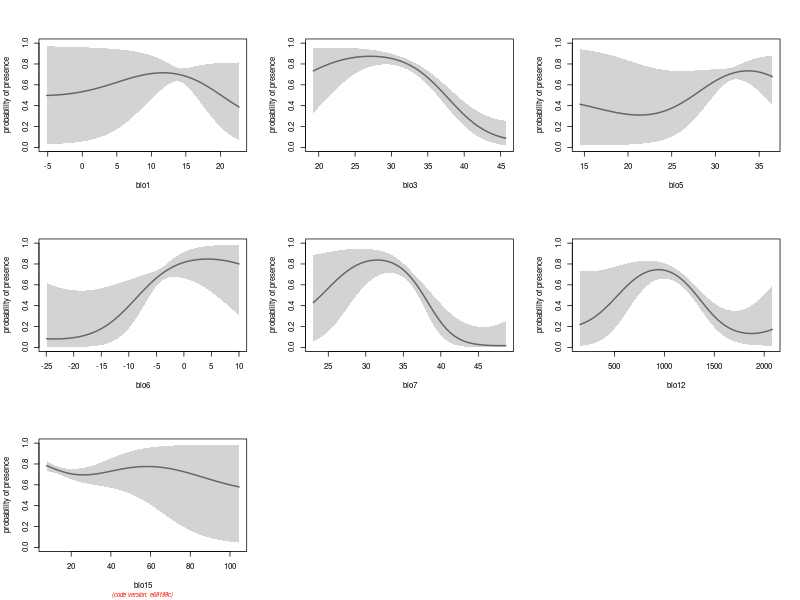 probability of presence
0.0 0.2 0.4 0.6 0.8 1.0
-5 0 5 10 15 20
bio1
probability of presence
0.0 0.2 0.4 0.6 0.8 1.0
20 25 30 35 40 45
bio3
probability of presence
0.0 0.2 0.4 0.6 0.8 1.0
15 20 25 30 35
bio5
probability of presence
0.0 0.2 0.4 0.6 0.8 1.0
-25 -20 -15 -10 -5 0 5 10
bio6
probability of presence
0.0 0.2 0.4 0.6 0.8 1.0
25 30 35 40 45
bio7
probability of presence
0.0 0.2 0.4 0.6 0.8 1.0
500 1000 1500 2000
bio12
probability of presence
0.0 0.2 0.4 0.6 0.8 1.0
20 40 60 80 100
bio15
(code version: